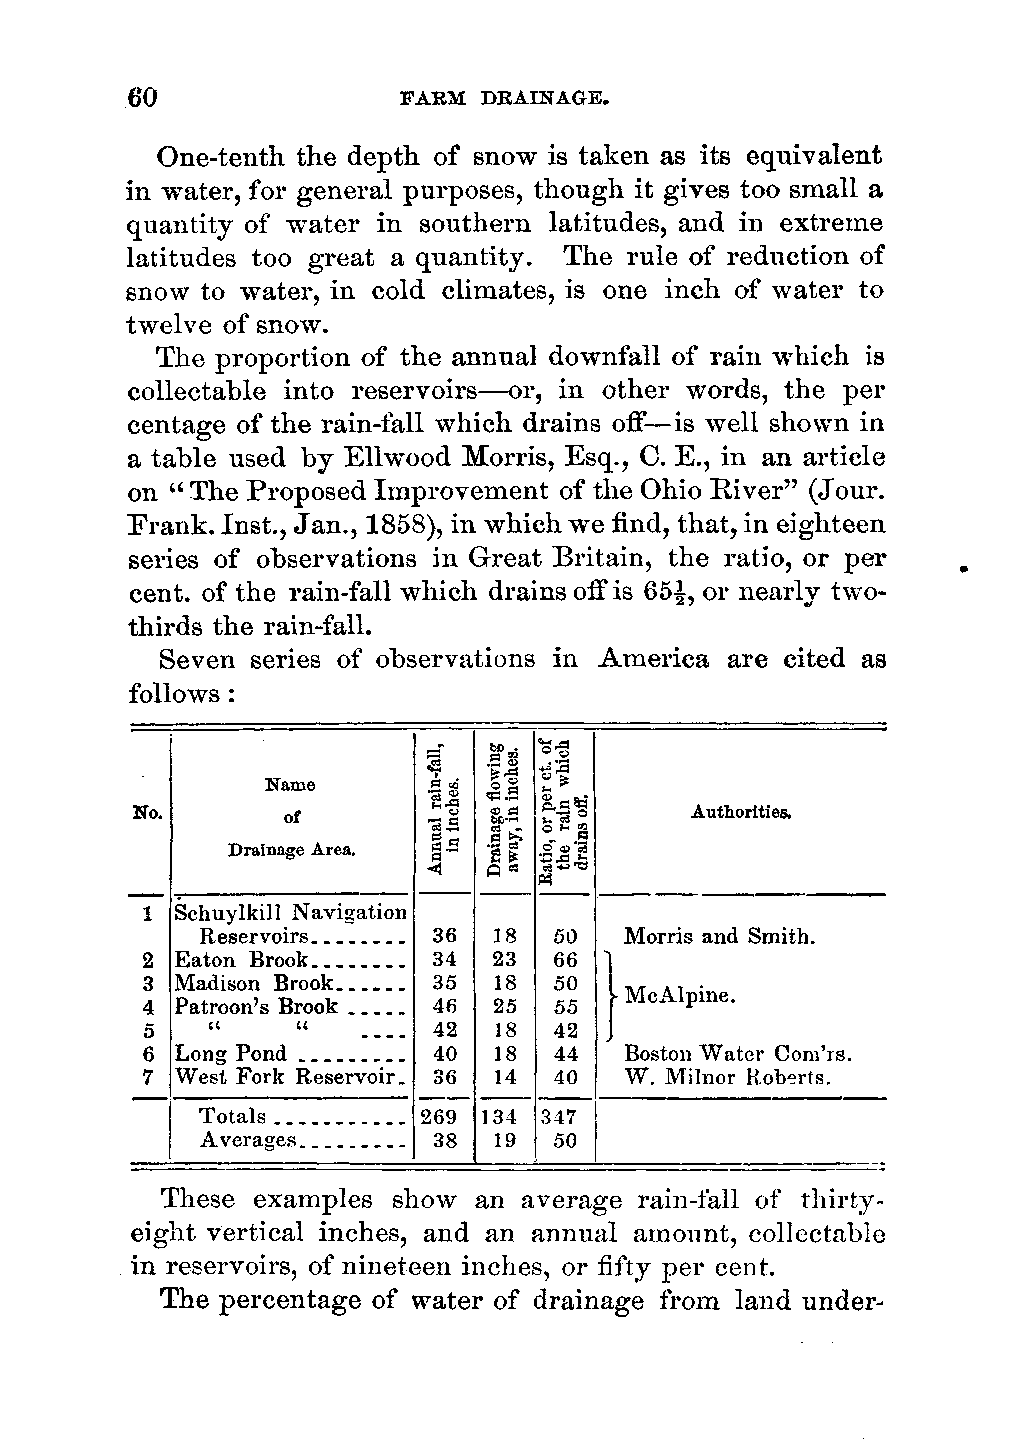 60 FARM DRAINAGE.
One-tenth the depth of snow is taken as its equivalent
in water, for general purposes, though it gives too small a
quantity of water in southern latitudes, and in extreme
latitudes too great a quantity. The rule of reduction of
snow to water, in cold climates, is one inch of water to
twelve of snow.
The proportion of the annual downfall of rain which is
collectable into reservoirs—or, in other words, the per
centage of the rain-fall which drains off—is well shown in
a table used by Ellwood Morris, Esq., C. E., in an article
on “The Proposed Improvement of the Ohio River” (Jour.
Frank. Inst., Jan., 1858), in which we find, that, in eighteen
series of observations in Great Britain, the ratio, or per
cent. of the rain-fall which drains off is 65½, or nearly two-
thirds the rain-fall.
Seven series of observations in America are cited as
follows :
No.
Name
of
Drainage Area.
Annual rain-fall,
in inches.
Drainage flowing
away, in inches.
Ratio, or per ct. of
the rain which
drains off.
Authorities.
1 Schuylkill Navigation
Reservoirs........ 36 18 50 Morris and Smith.
2 Eaton Brook........ 34 23 66
3 Madison Brook...... 35 18 50
McAlpine.
4 Patroon's Brook ..... 46 25 55
5 “ “ .... 42 18 42
6 Long Pond ......... 40 18 44 Boston Water Com'rs.
7 West Fork Reservoir. 36 14 40 W. Milnor Roberts.
Totals ........... 269 134 347
Averages......... 38 19 50
These examples show an average rain-fall of thirty-
eight vertical inches, and an annual amount, collectable
in reservoirs, of nineteen inches, or fifty per cent.
The percentage of water of drainage from land under-